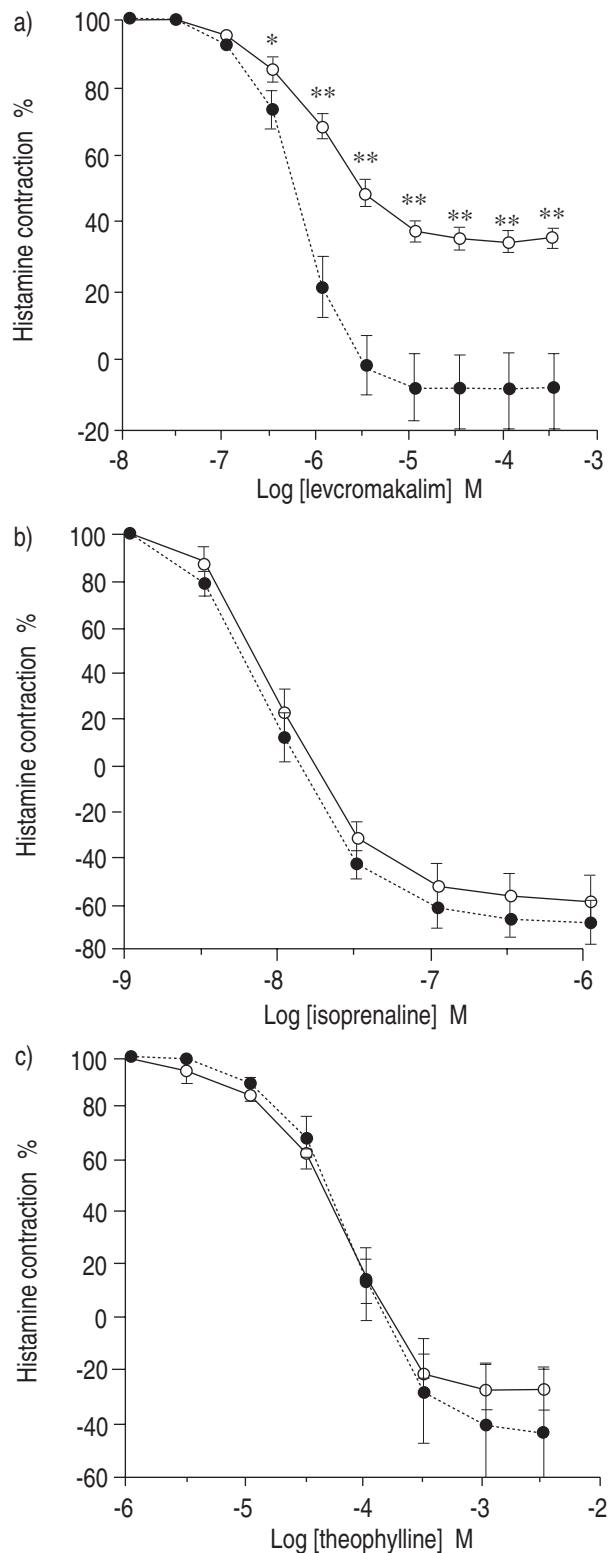 a)
100
80
60
40
20
0
-20
Histamine contraction %
*
**
**
**
**
**
**
-8 -7 -6 -5 -4 -3
Log [levcromakalim] M
b)
100
80
60
40
20
0
-20
-40
-60
-80
Histamine contraction %
-9 -8 -7 -6
Log [isoprenaline] M
c)
100
80
60
40
20
0
-20
-40
-60
Histamine contraction %
-6 -5 -4 -3 -2
Log [theophylline] M